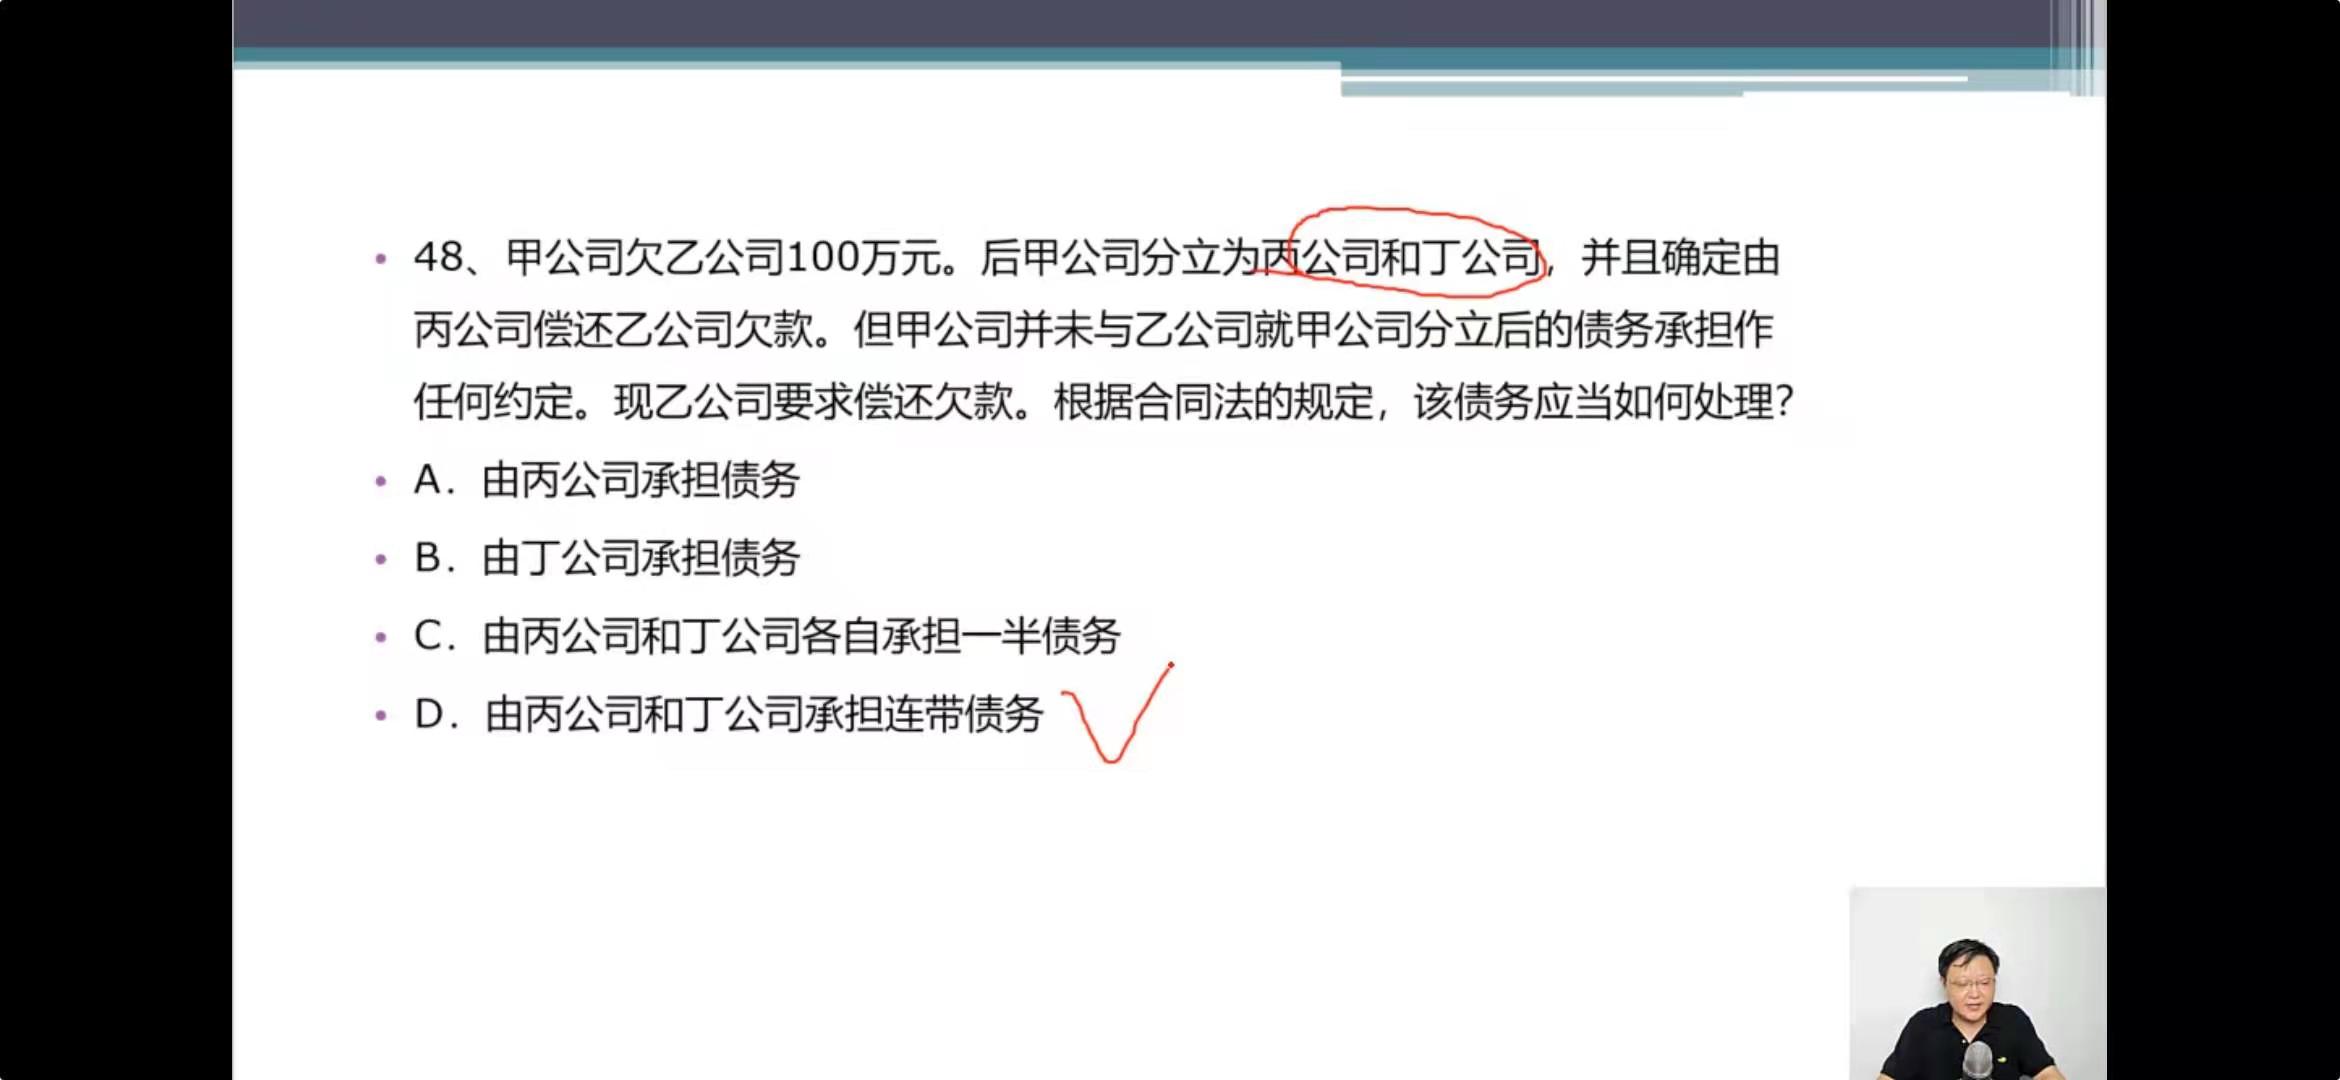 48、甲公司欠乙公司100万元。后甲公司分立为丙公司和丁公司，并且确定由
丙公司偿还乙公司欠款。但甲公司并未与乙公司就甲公司分立后的债务承担作
任何约定。现乙公司要求偿还欠款。根据合同法的规定，该债务应当如何处理？
A．由丙公司承担债务
B．由丁公司承担债务
C．由丙公司和丁公司各自承担一半债务
D．由丙公司和丁公司承担连带债务